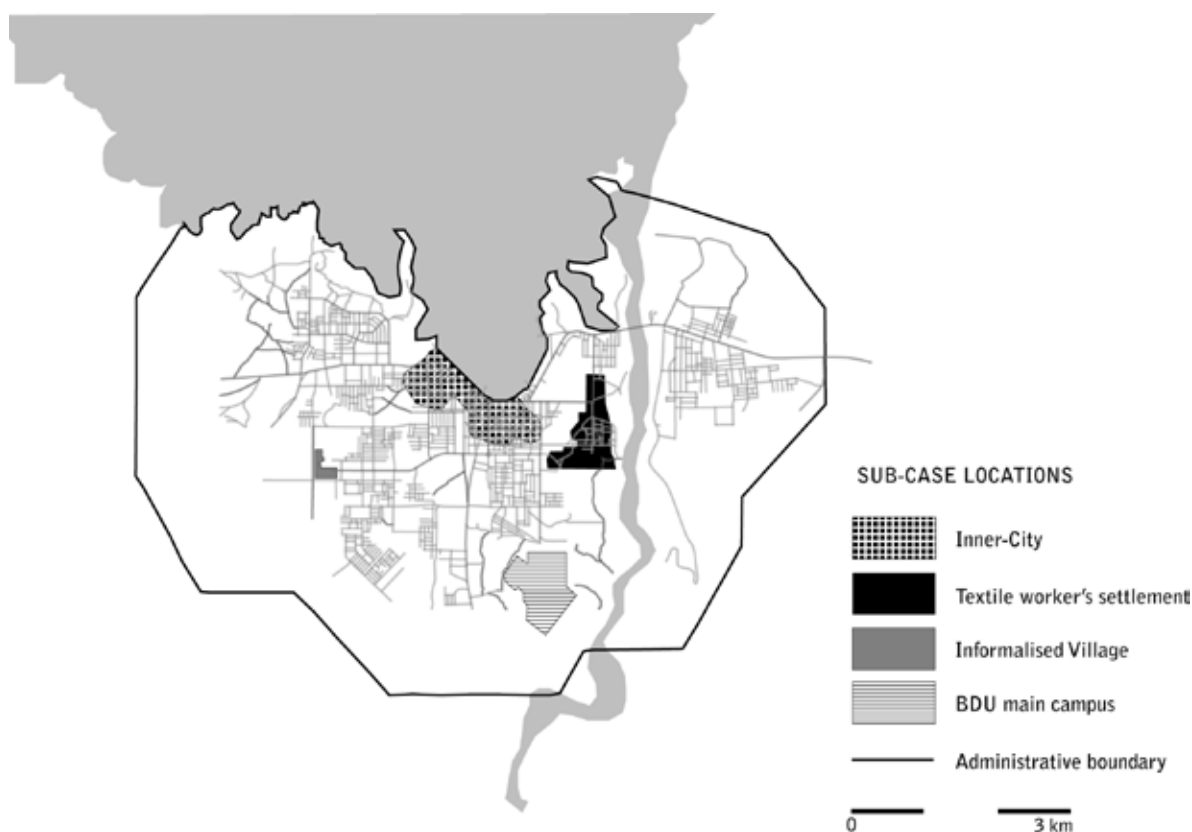 SUB-CASE LOCATIONS
Inner-City
Textile worker's settlement
Informalised Village
BDU main campus
Administrative boundary
0 3 km